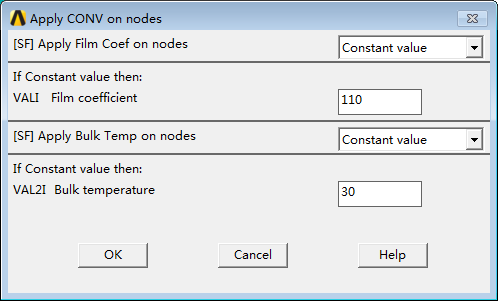 Apply CONV on nodes
[SF] Apply Film Coef on nodes
Constant value
If Constant value then:
VALI Film coefficient
110
[SF] Apply Bulk Temp on nodes
Constant value
If Constant value then:
VAL2I Bulk temperature
30
OK
Cancel
Help